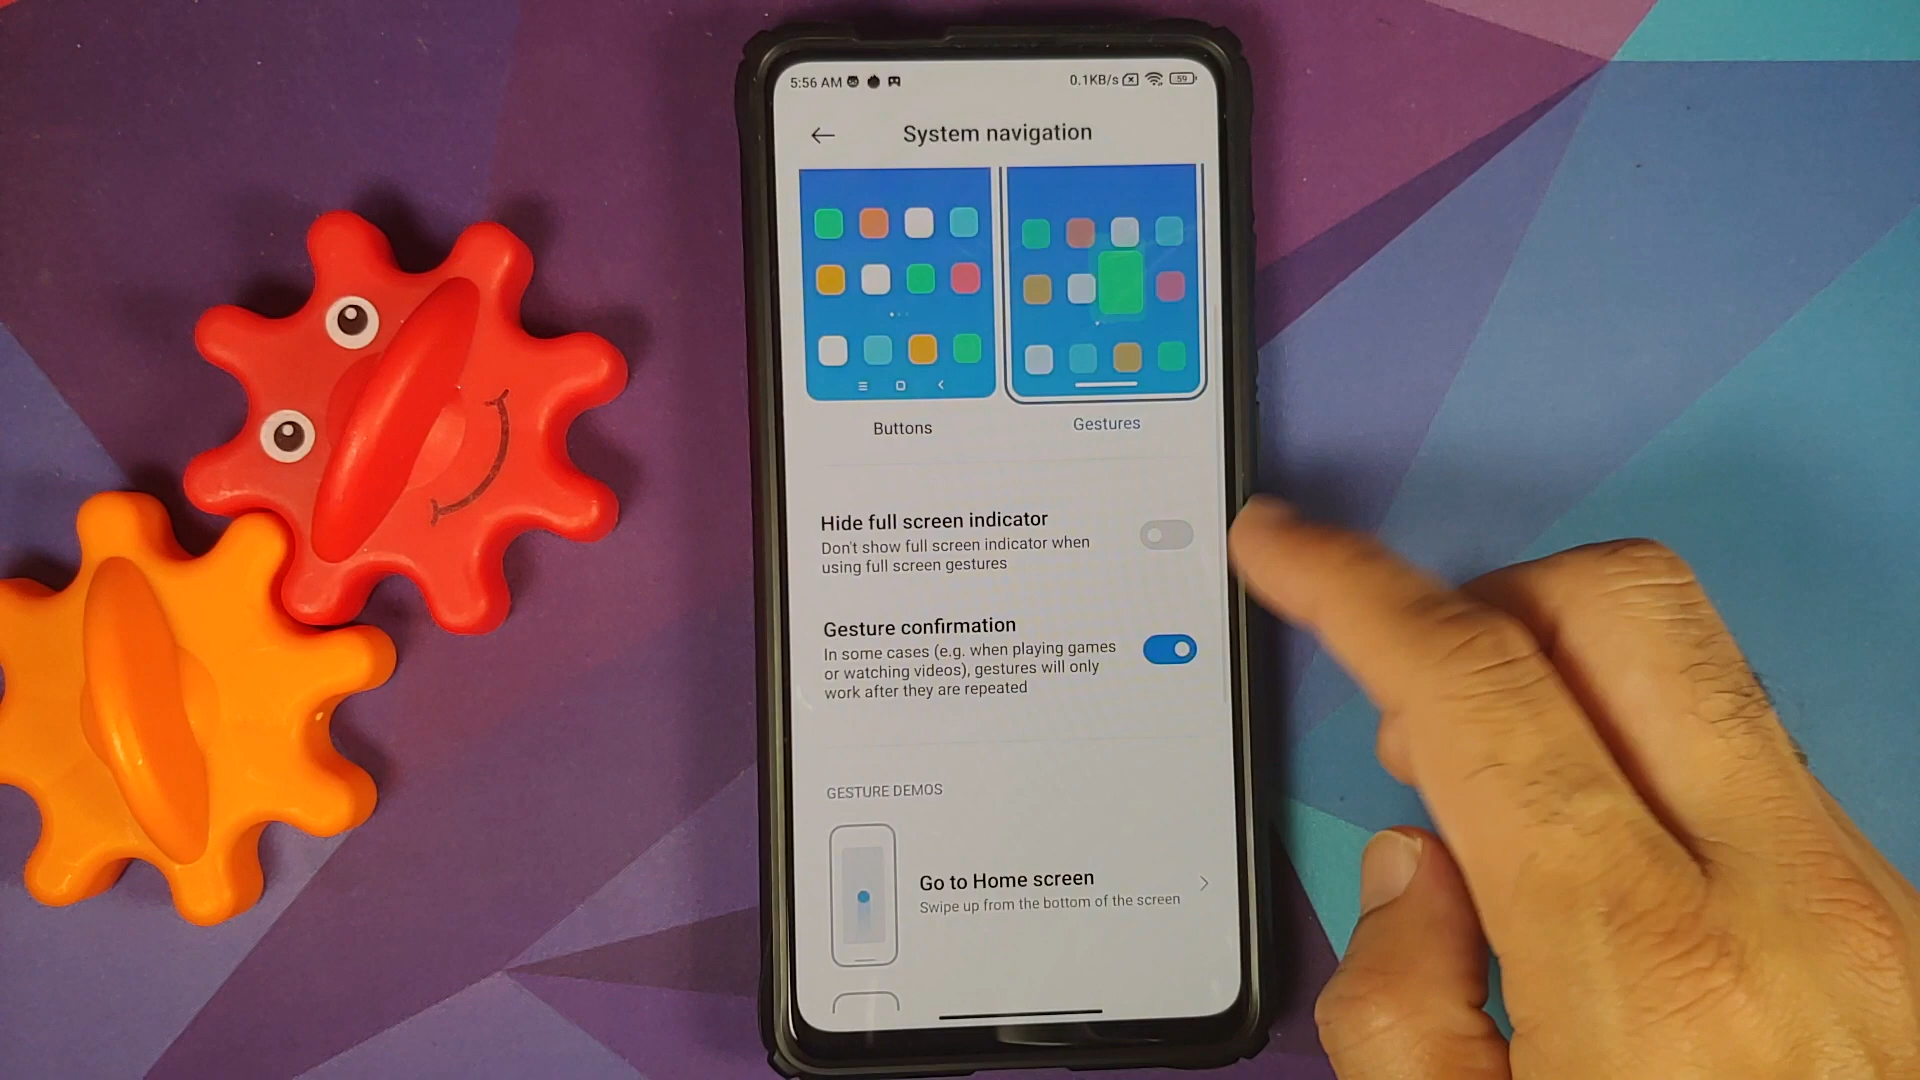 5:56 AM
0.1KB/s
59
System navigation
Buttons
Gestures
Hide full screen indicator
Don't show full screen indicator when
using full screen gestures
Gesture confirmation
In some cases (e.g. when playing games
or watching videos), gestures will only
work after they are repeated
GESTURE DEMOS
Go to Home screen
Swipe up from the bottom of the screen